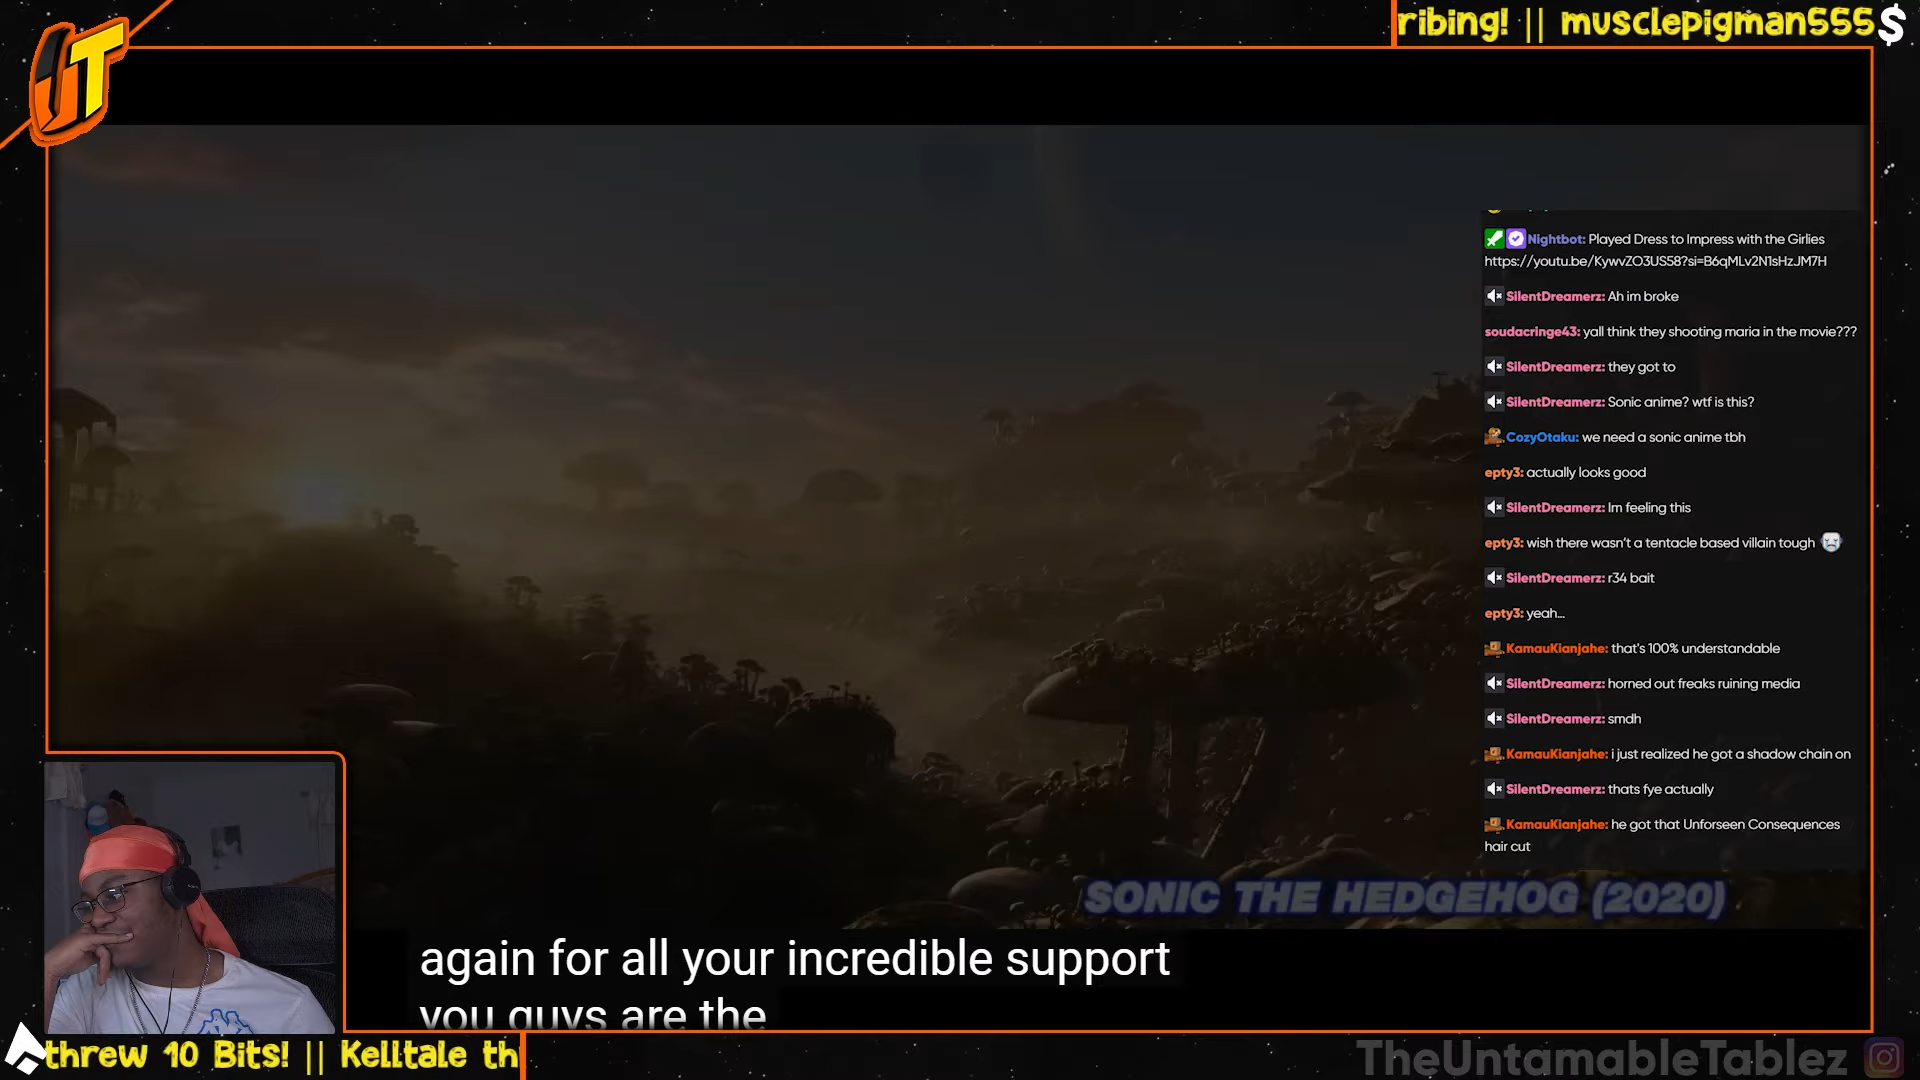 ribing! || musclepigman555
UT
Nightbot: Played Dress to Impress with the Girlies
https://youtu.be/KywvZO3US58?si=B6qMLv2N1sHzJM7H
SilentDreamerz: Ah im broke
soudacringe43: yall think they shooting maria in the movie???
SilentDreamerz: they got to
SilentDreamerz: Sonic anime? wtf is this?
CozyOtaku: we need a sonic anime tbh
epty3: actually looks good
SilentDreamerz: Im feeling this
epty3: wish there wasn't a tentacle based villain tough
SilentDreamerz: r34 bait
epty3: yeah...
KamauKianjahe: that's 100% understandable
SilentDreamerz: horned out freaks ruining media
SilentDreamerz: smdh
KamauKianjahe: i just realized he got a shadow chain on
SilentDreamerz: thats fye actually
KamauKianjahe: he got that Unforseen Consequences
hair cut
SONIC THE HEDGEHOG (2020)
again for all your incredible support
you guys are the
threw 10 Bits! || Kelltale th
TheUntamableTablez